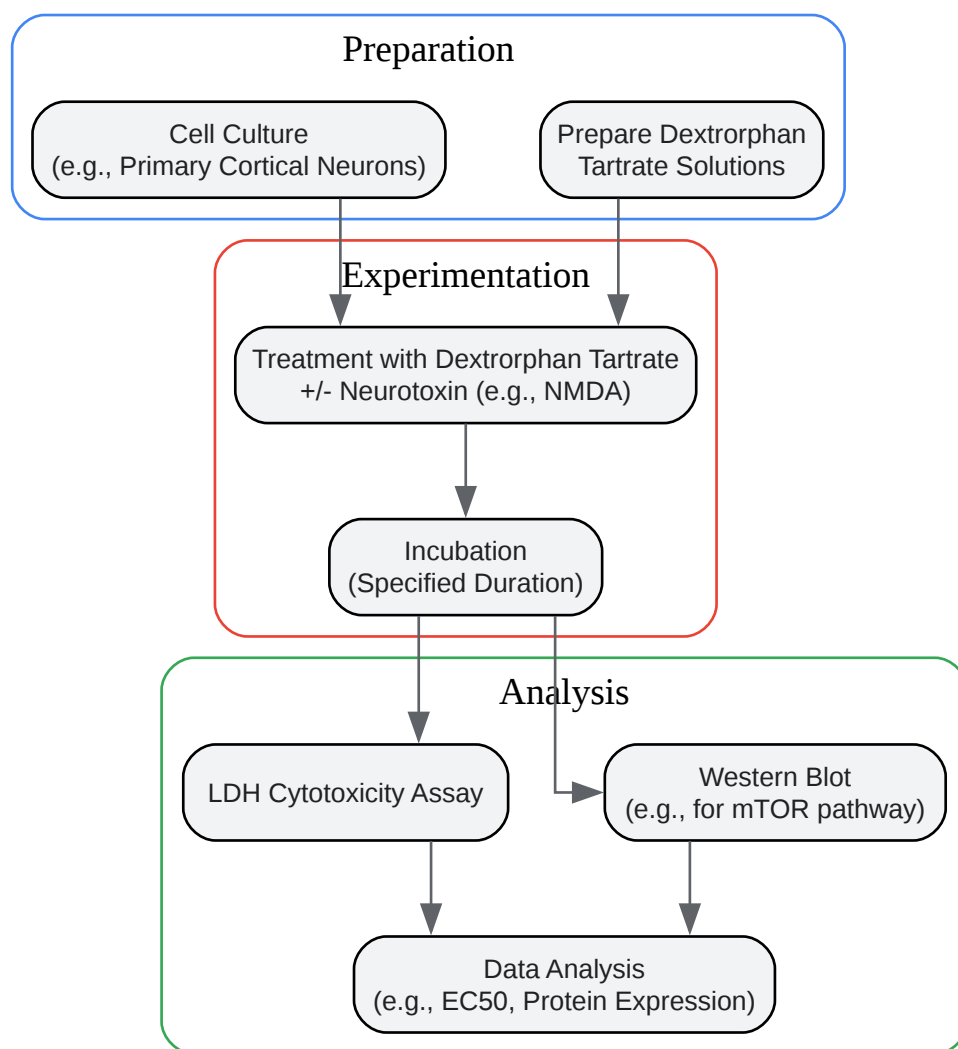 Preparation
Cell Culture
(e.g., Primary Cortical Neurons)
Prepare Dextrorphan
Tartrate Solutions
Experimentation
Treatment with Dextrorphan Tartrate
+/- Neurotoxin (e.g., NMDA)
Incubation
(Specified Duration)
Analysis
LDH Cytotoxicity Assay
Western Blot
(e.g., for mTOR pathway)
Data Analysis
(e.g., EC50, Protein Expression)